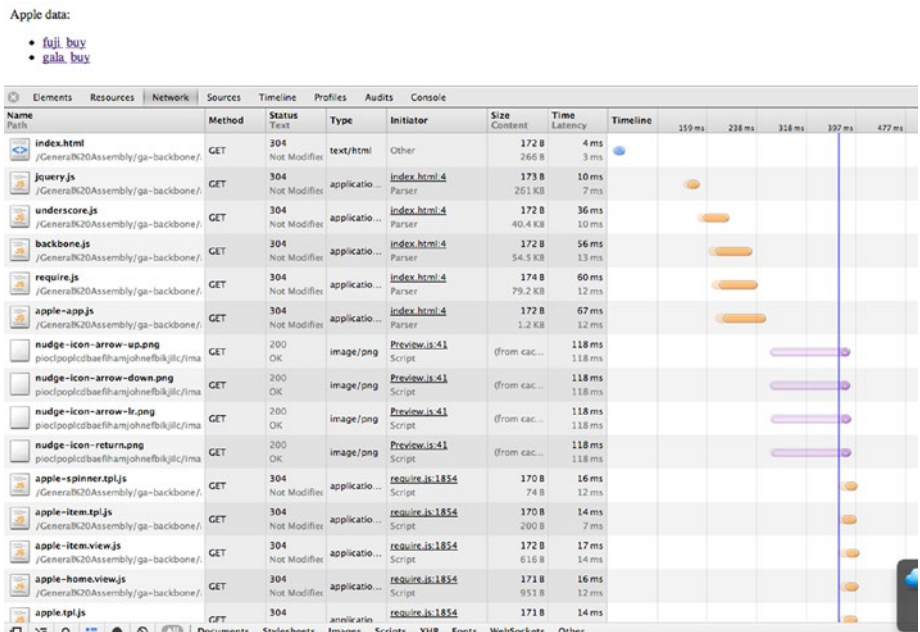 Apple data:
fuji buy
gala buy
Elements Resources Network Sources Timeline Profiles Audits Console
Name Path Method Status Text Type Initiator Size Content Time Latency Timeline 159 ms 238 ms 318 ms 397 ms 477 ms
index.html GET 304 text/html Other 172 B 4 ms
/General%20Assembly/ga-backbone/ Not Modified 266 B 3 ms
jquery.js GET 304 applicatio... index.html:4 173 B 10 ms
/General%20Assembly/ga-backbone/. Not Modified Parser 261 KB 7 ms
underscore.js GET 304 applicatio... index.html:4 172 B 36 ms
/General%20Assembly/ga-backbone/. Not Modified Parser 40.4 KB 10 ms
backbone.js GET 304 applicatio... index.html:4 172 B 56 ms
/General%20Assembly/ga-backbone/. Not Modified Parser 54.5 KB 13 ms
require.js GET 304 applicatio... index.html:4 174 B 60 ms
/General%20Assembly/ga-backbone/. Not Modified Parser 79.2 KB 12 ms
apple-app.js GET 304 applicatio... index.html:4 172 B 67 ms
/General%20Assembly/ga-backbone/. Not Modified Parser 1.2 KB 12 ms
nudge-icon-arrow-up.png GET 200 image/png Preview.js:41 (from cac... 118 ms
OK Script 118 ms
nudge-icon-arrow-down.png GET 200 image/png Preview.js:41 (from cac... 118 ms
OK Script 118 ms
nudge-icon-arrow-lr.png GET 200 image/png Preview.js:41 (from cac... 118 ms
OK Script 118 ms
nudge-icon-return.png GET 200 image/png Preview.js:41 (from cac... 118 ms
OK Script 118 ms
apple-spinner.tpl.js GET 304 applicatio... require.js:1854 170 B 16 ms
/General%20Assembly/ga-backbone/. Not Modified Script 74 B 12 ms
apple-item.tpl.js GET 304 applicatio... require.js:1854 170 B 14 ms
/General%20Assembly/ga-backbone/. Not Modified Script 200 B 7 ms
apple-item.view.js GET 304 applicatio... require.js:1854 172 B 17 ms
/General%20Assembly/ga-backbone/. Not Modified Script 616 B 14 ms
apple-home.view.js GET 304 applicatio... require.js:1854 171 B 16 ms
/General%20Assembly/ga-backbone/. Not Modified Script 951 B 12 ms
apple.tpl.js GET 304 applicatio require.js:1854 171 B 14 ms
All Documents Stylesheets Images Scripts XHR Fonts WebSockets Other